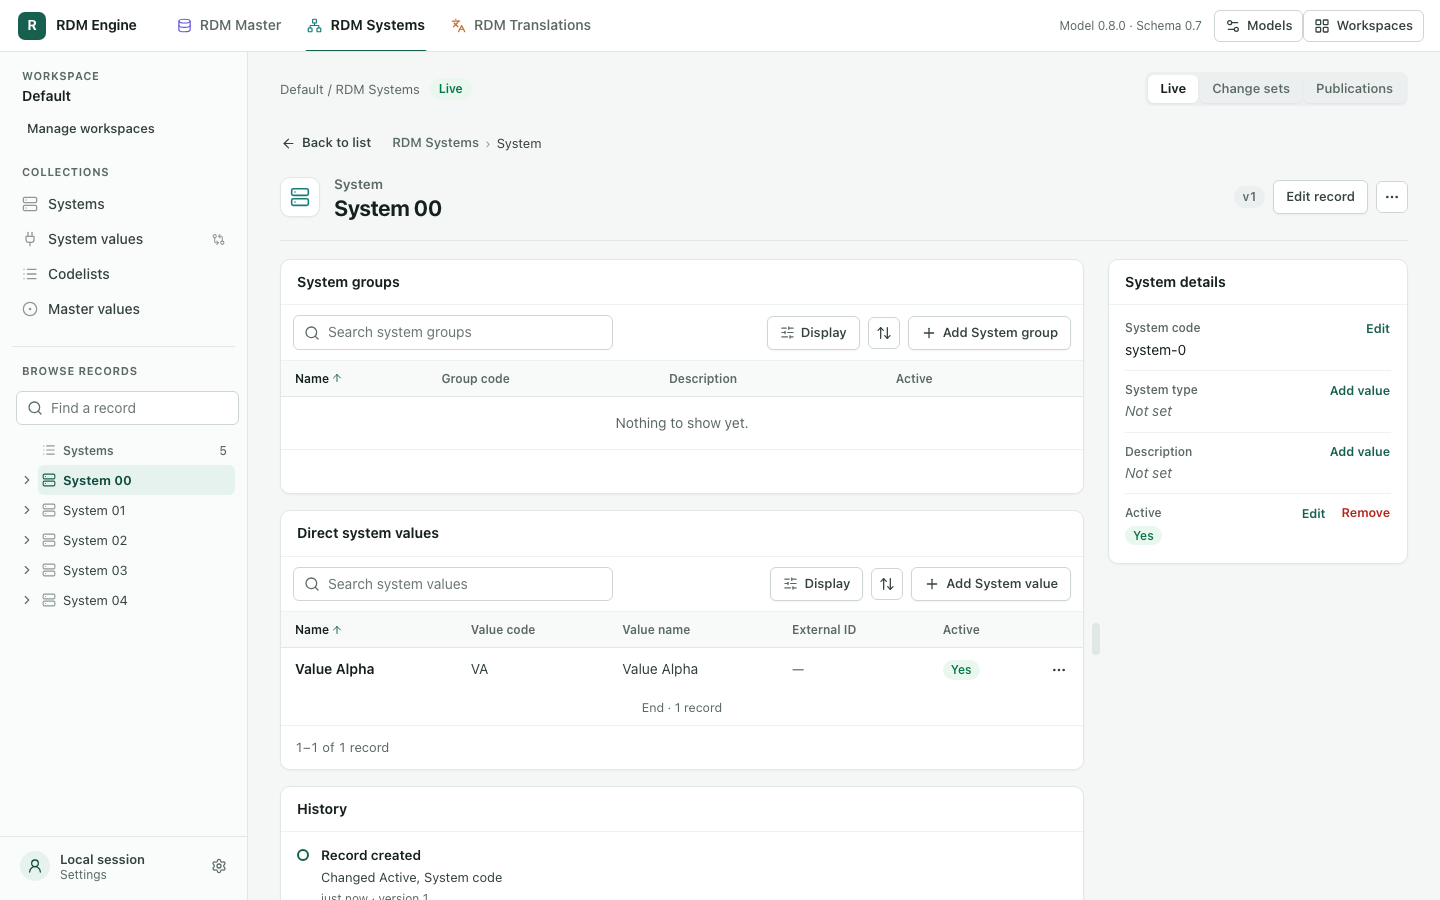 R RDM Engine RDM Master RDM Systems RDM Translations Model 0.8.0 · Schema 0.7 Models Workspaces
WORKSPACE
Default
Manage workspaces
COLLECTIONS
Systems
System values
Codelists
Master values
BROWSE RECORDS
Find a record
Systems 5
System 00
System 01
System 02
System 03
System 04
Local session
Settings
Default / RDM Systems Live Live Change sets Publications
Back to list RDM Systems › System
System
System 00
v1 Edit record
System groups
Search system groups Display Add System group
Name Group code Description Active
Nothing to show yet.
Direct system values
Search system values Display Add System value
Name Value code Value name External ID Active
Value Alpha VA Value Alpha — Yes
End · 1 record
1–1 of 1 record
History
Record created
Changed Active, System code
just now · version 1
System details
System code Edit
system-0
System type Add value
Not set
Description Add value
Not set
Active Edit Remove
Yes